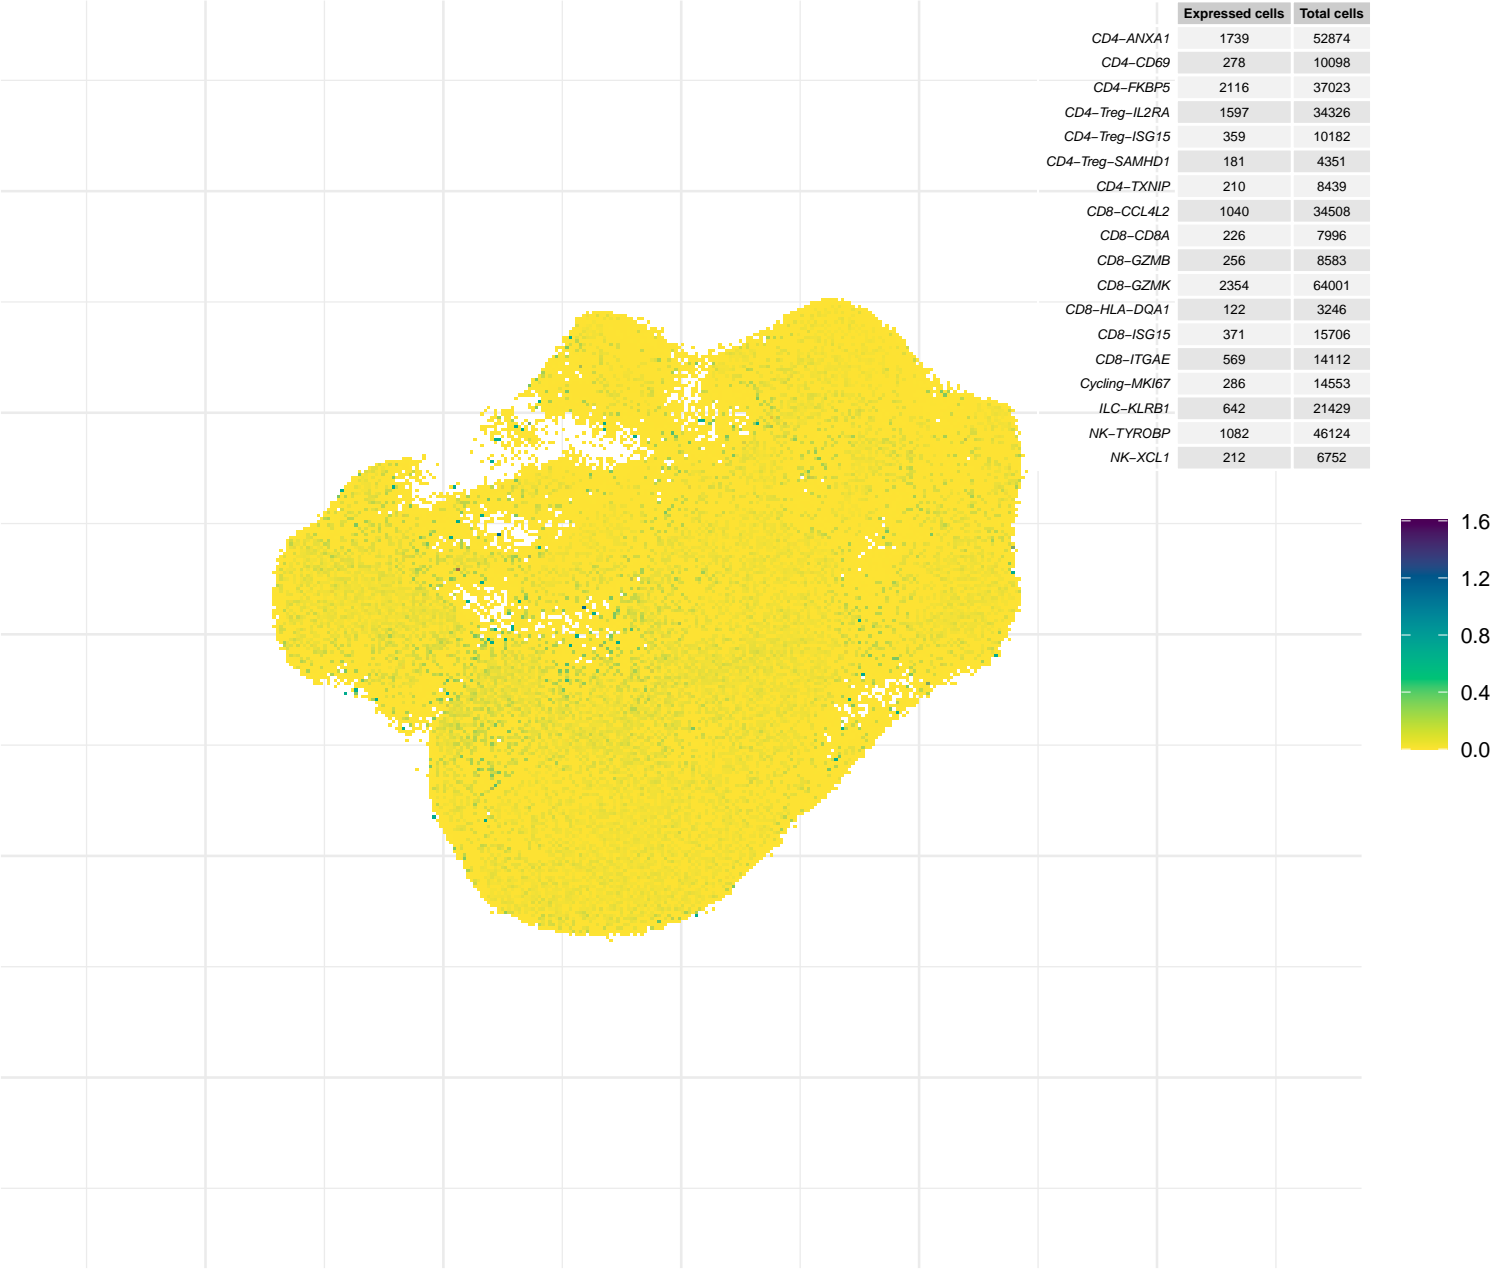 Expressed cells Total cells
CD4−ANXA1 1739 52874
CD4−CD69 278 10098
CD4−FKBP5 2116 37023
CD4−Treg−IL2RA 1597 34326
CD4−Treg−ISG15 359 10182
CD4−Treg−SAMHD1 181 4351
CD4−TXNIP 210 8439
CD8−CCL4L2 1040 34508
CD8−CD8A 226 7996
CD8−GZMB 256 8583
CD8−GZMK 2354 64001
CD8−HLA−DQA1 122 3246
CD8−ISG15 371 15706
CD8−ITGAE 569 14112
Cycling−MKI67 286 14553
ILC−KLRB1 642 21429
NK−TYROBP 1082 46124
NK−XCL1 212 6752
1.6
1.2
0.8
0.4
0.0